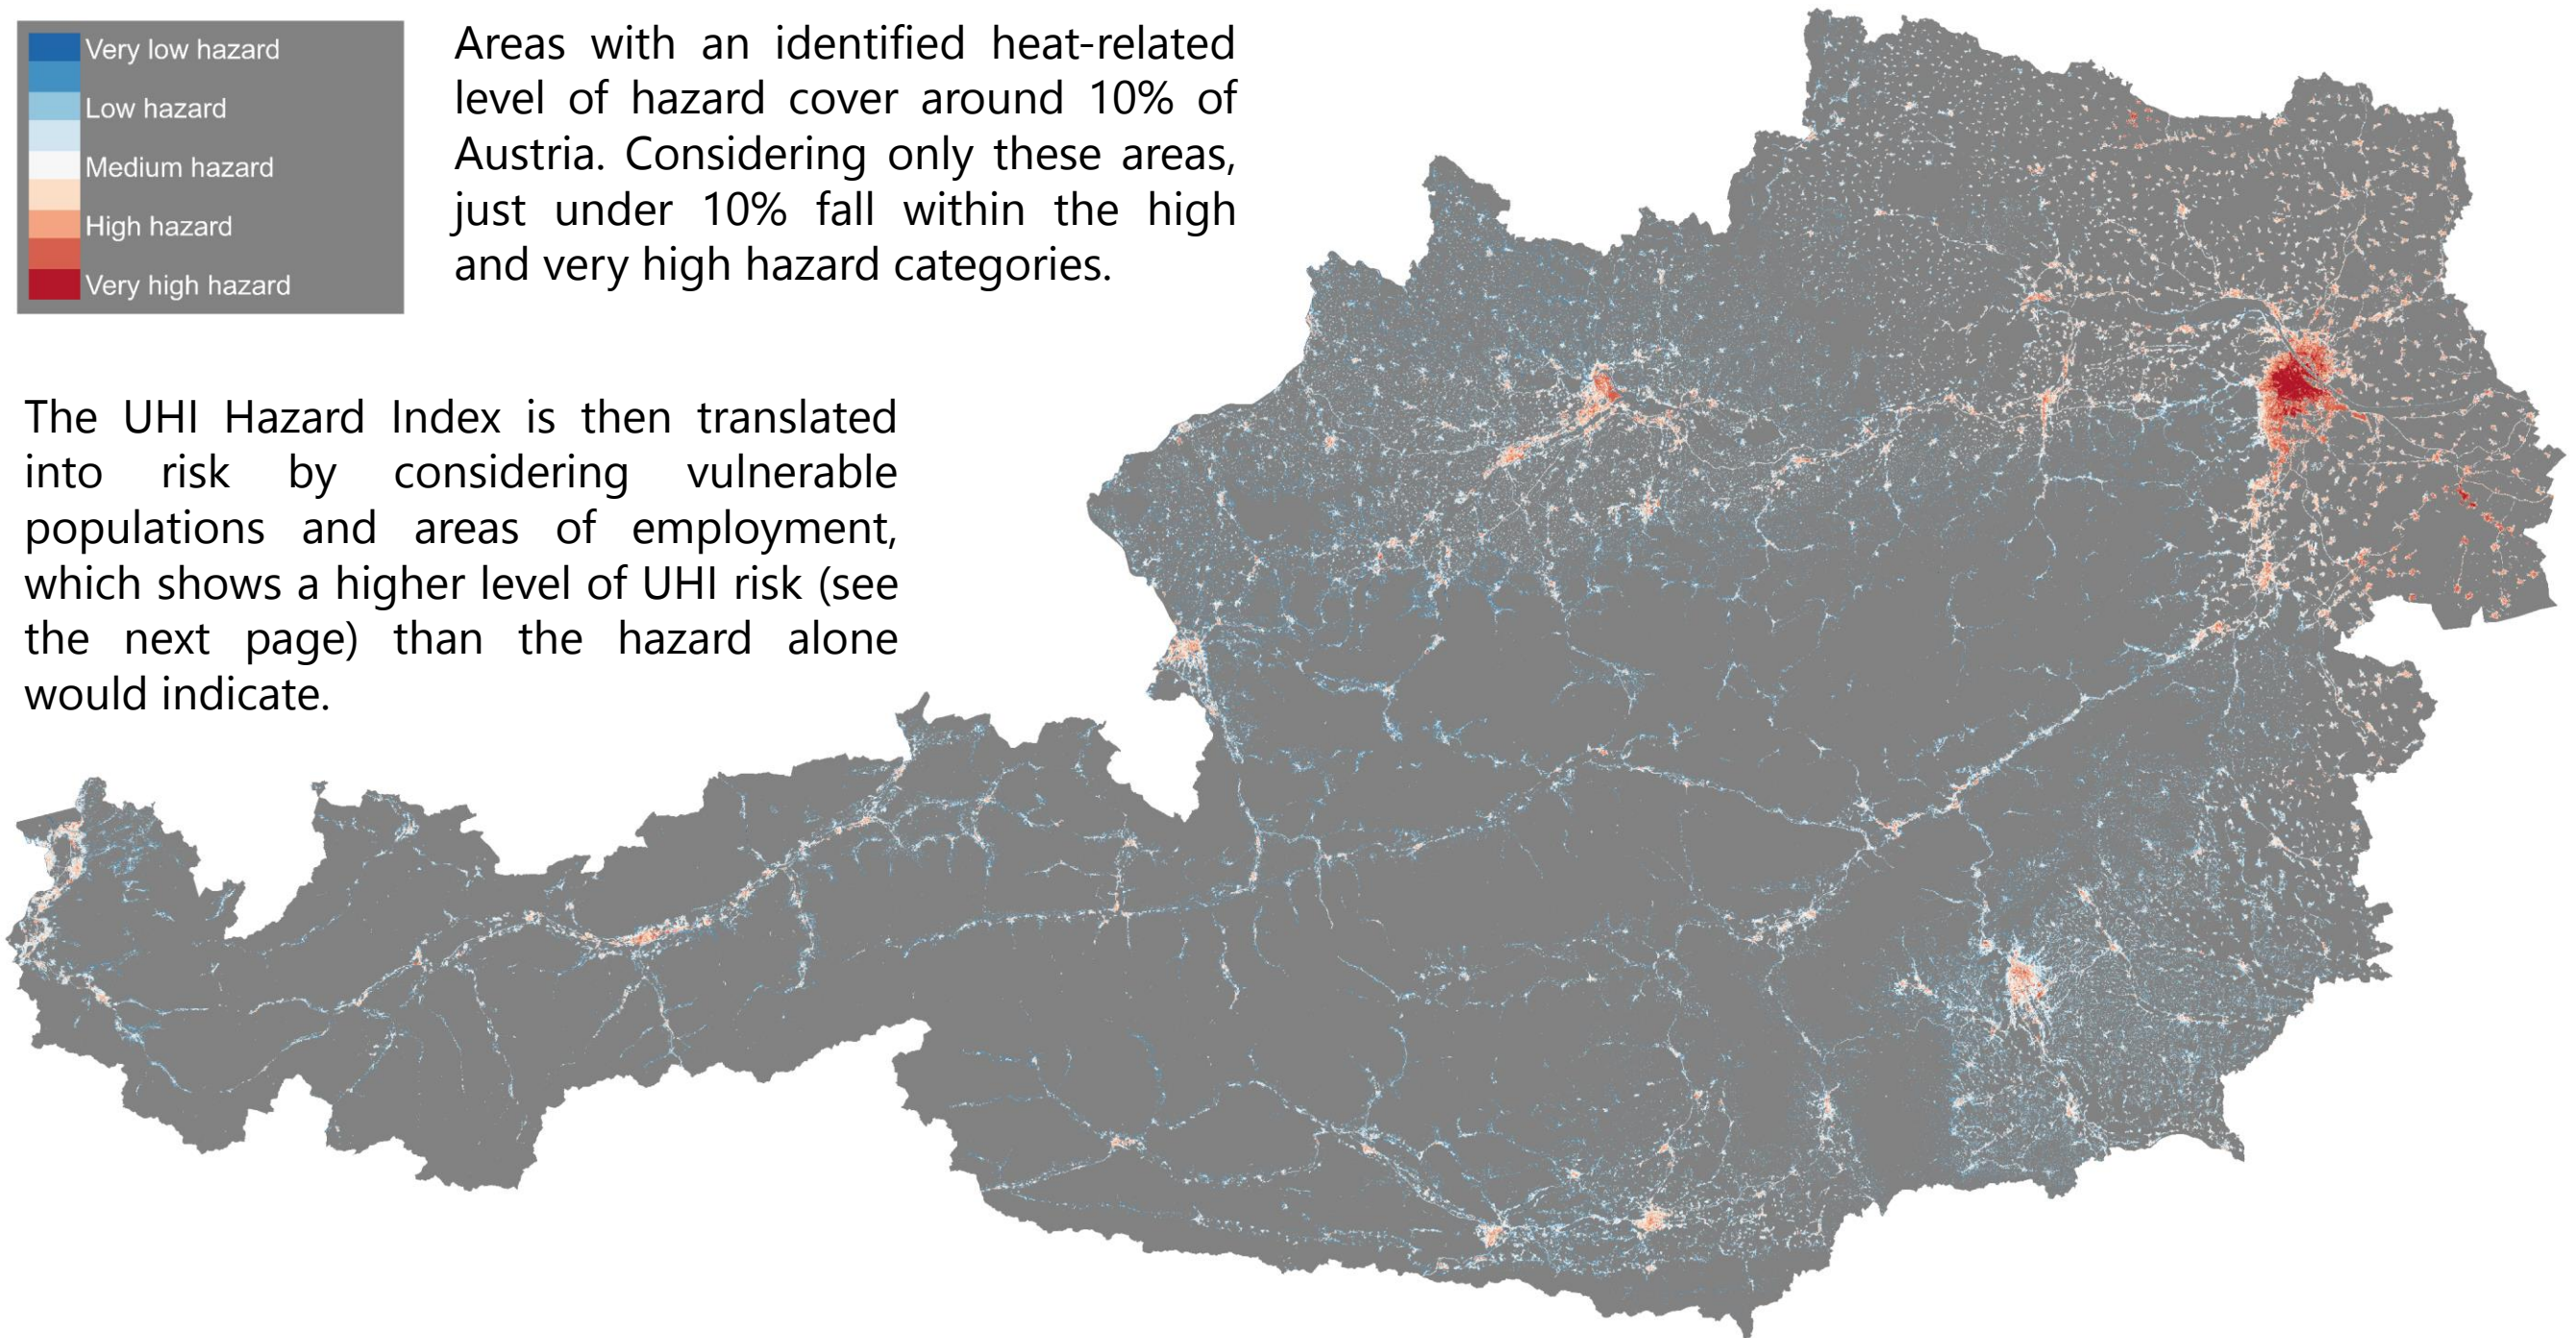 Very low hazard
Low hazard
Medium hazard
High hazard
Very high hazard
Areas with an identified heat-related
level of hazard cover around 10% of
Austria. Considering only these areas,
just under 10% fall within the high
and very high hazard categories.
The UHI Hazard Index is then translated
into risk by considering vulnerable
populations and areas of employment,
which shows a higher level of UHI risk (see
the next page) than the hazard alone
would indicate.